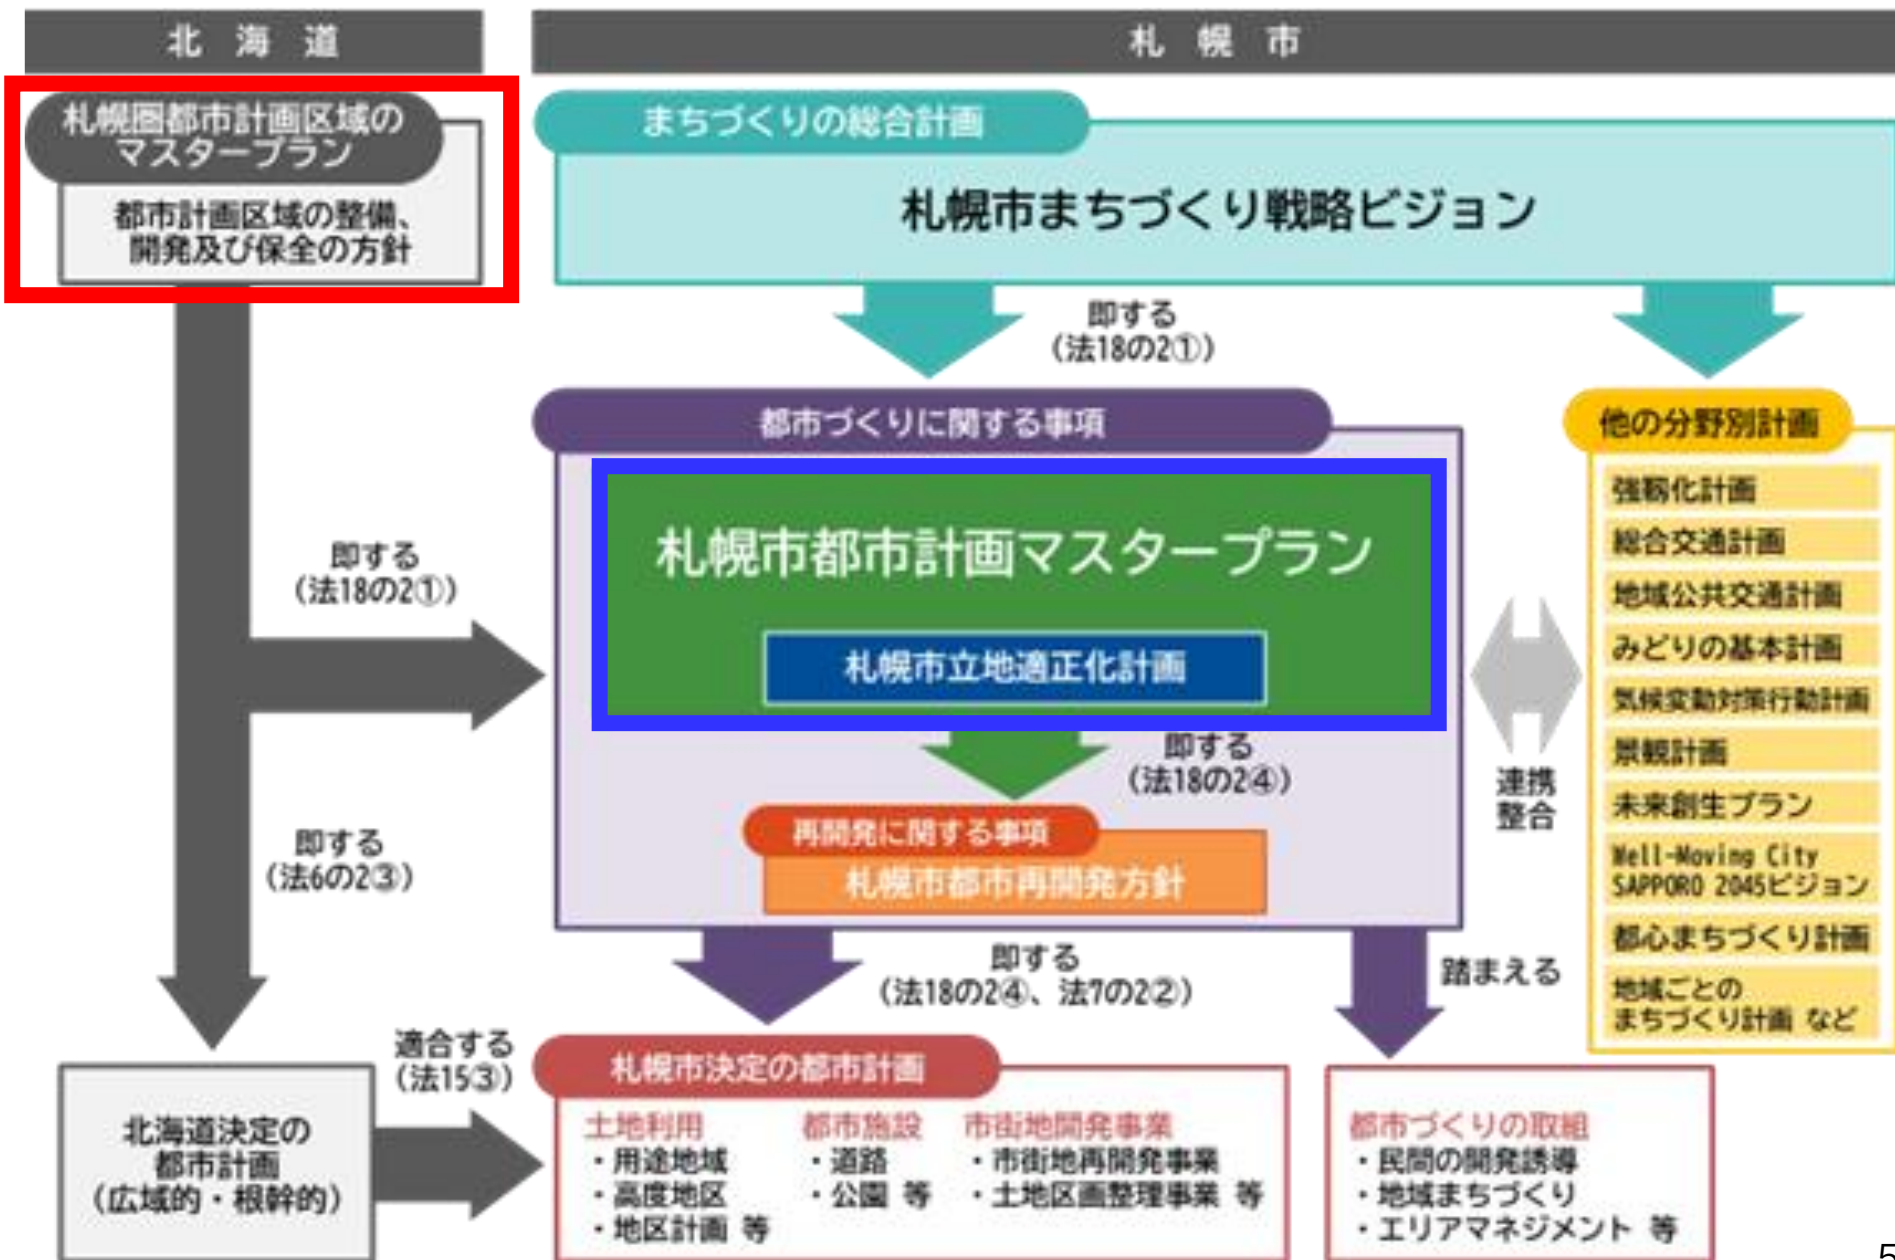 北海道
札幌市
札幌圏都市計画区域の
マスタープラン
都市計画区域の整備、
開発及び保全の方針
まちづくりの総合計画
札幌市まちづくり戦略ビジョン
即する
（法18の2①）
都市づくりに関する事項
札幌市都市計画マスタープラン
札幌市立地適正化計画
即する
（法18の2①）
即する
（法18の2④）
再開発に関する事項
札幌市都市再開発方針
連携
整合
他の分野別計画
強靱化計画
総合交通計画
地域公共交通計画
みどりの基本計画
気候変動対策行動計画
景観計画
未来創生プラン
Well-Moving City
SAPPORO 2045ビジョン
都心まちづくり計画
地域ごとの
まちづくり計画 など
即する
（法6の2③）
即する
（法18の2④、法7の2②）
踏まえる
適合する
（法15③）
北海道決定の
都市計画
（広域的・根幹的）
札幌市決定の都市計画
土地利用
・用途地域
・高度地区
・地区計画 等
都市施設
・道路
・公園 等
市街地開発事業
・市街地再開発事業
・土地区画整理事業 等
都市づくりの取組
・民間の開発誘導
・地域まちづくり
・エリアマネジメント 等
5